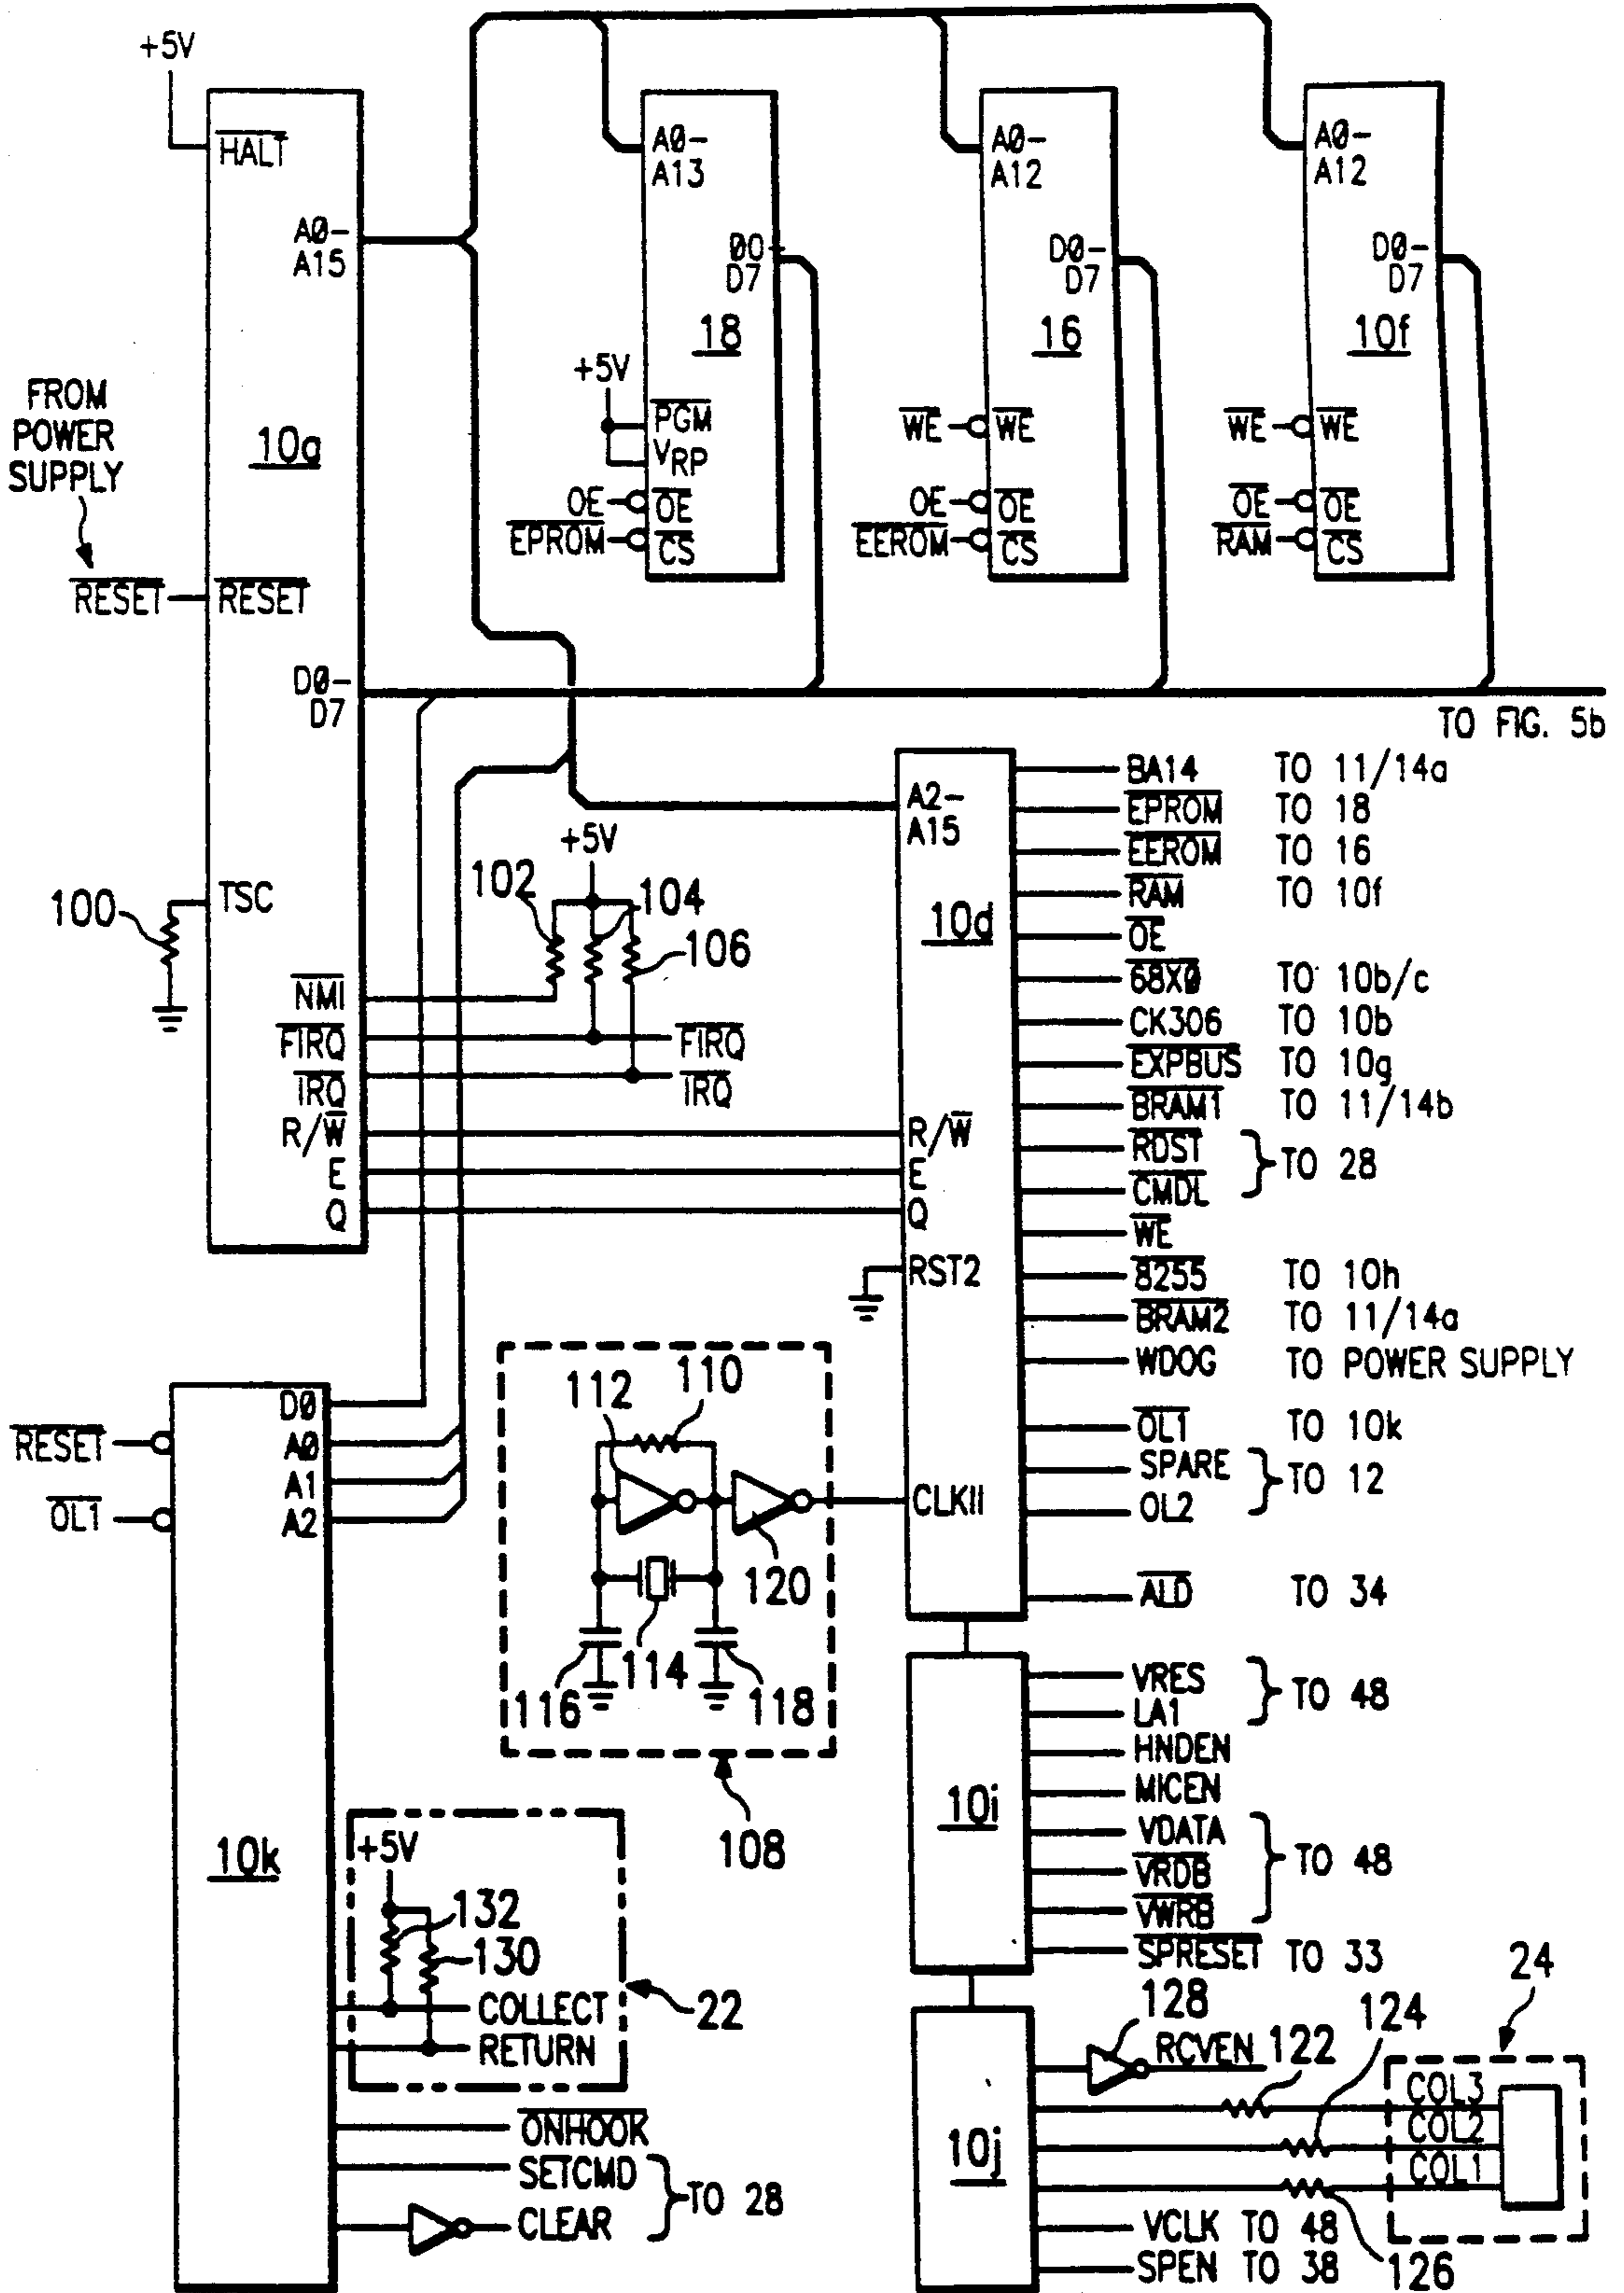 +5V
HALT
A0-
A15
FROM
POWER
SUPPLY
10a
RESET
RESET
D0-
D7
TSC
100
NMI
FIRQ
IRQ
R/W
E
Q
A0-
A13
D0-
D7
18
+5V
PGM
VRP
OE
OE
EPROM
CS
A0-
A12
D0-
D7
16
WE
WE
OE
OE
EEROM
CS
A0-
A12
D0-
D7
10f
WE
WE
OE
OE
RAM
CS
TO FIG. 5b
+5V
102
104
106
FIRQ
IRQ
A2-
A15
10d
R/W
E
Q
RST2
CLKII
BA14 TO 11/14a
EPROM TO 18
EEROM TO 16
RAM TO 10f
OE
68X0 TO 10b/c
CK306 TO 10b
EXPBUS TO 10g
BRAM1 TO 11/14b
RDST
CMDL
TO 28
WE
8255 TO 10h
BRAM2 TO 11/14a
WDOG TO POWER SUPPLY
OL1 TO 10k
SPARE
OL2
TO 12
ALD TO 34
112
110
120
114
116
118
108
10i
VRES
LA1
TO 48
HNDEN
MICEN
VDATA
VRDB
VWRB
TO 48
SPRESET TO 33
RESET
OL1
D0
A0
A1
A2
10k
+5V
132
130
COLLECT
RETURN
22
ONHOOK
SETCMD
CLEAR
TO 28
10j
128
RCVEN
122
124
24
COL3
COL2
COL1
126
VCLK TO 48
SPEN TO 38